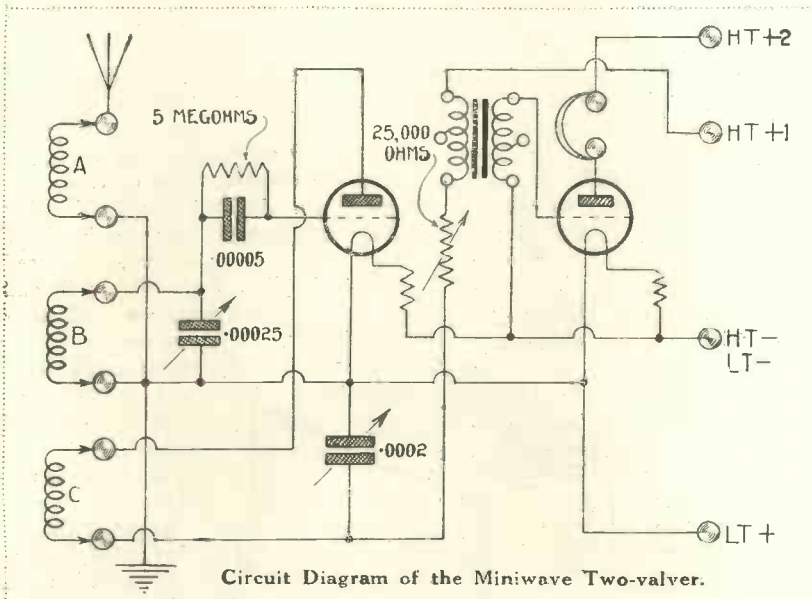 HT+2
5 MEGOHMS
25,000
OHMS
HT+1
A
.00005
B
.00025
HT-
LT-
.0002
C
LT+
Circuit Diagram of the Miniwave Two-valver.